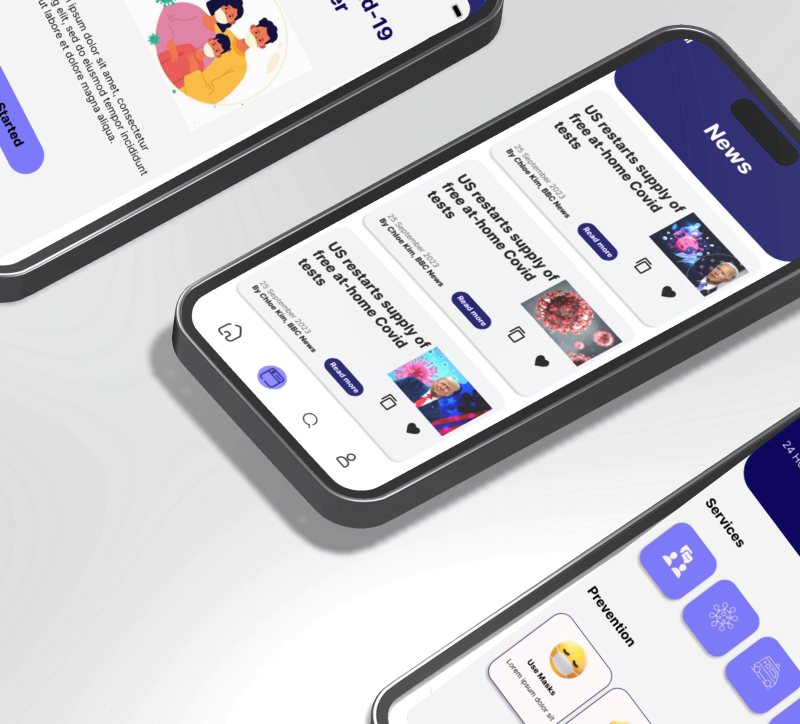 d-19
er
ipsum dolor sit amet, consectetur
elit, sed do eiusmod tempor incididunt
ut labore et dolore magna aliqua.
Started
News
US restarts supply of
free at-home Covid
tests
25 September 2023
By Chloe Kim, BBC News
Read more
US restarts supply of
free at-home Covid
tests
25 September 2023
By Chloe Kim, BBC News
Read more
US restarts supply of
free at-home Covid
tests
25 September 2023
By Chloe Kim, BBC News
Read more
24 H
Services
Prevention
Use Masks
Lorem ipsum dolor sit